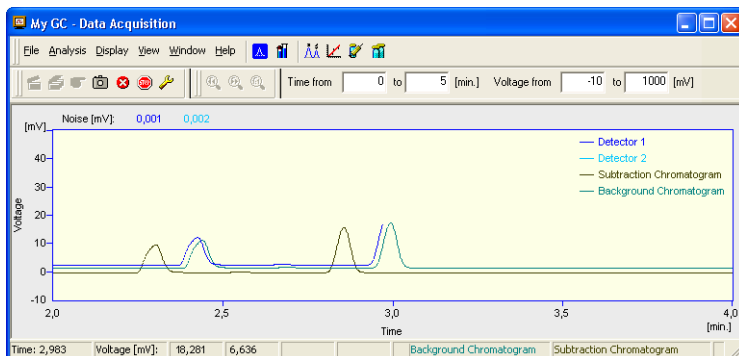 My GC - Data Acquisition
File Analysis Display View Window Help
Time from 0 to 5 [min.] Voltage from -10 to 1000 [mV]
Noise [mV]: 0,001 0,002
[mV]
40
30
20
10
0
-10
Voltage
Detector 1
Detector 2
Subtraction Chromatogram
Background Chromatogram
2,0 2,5 3,0 3,5 4,0
Time [min.]
Time: 2,983 Voltage [mV]: 18,281 6,636 Background Chromatogram Subtraction Chromatogram